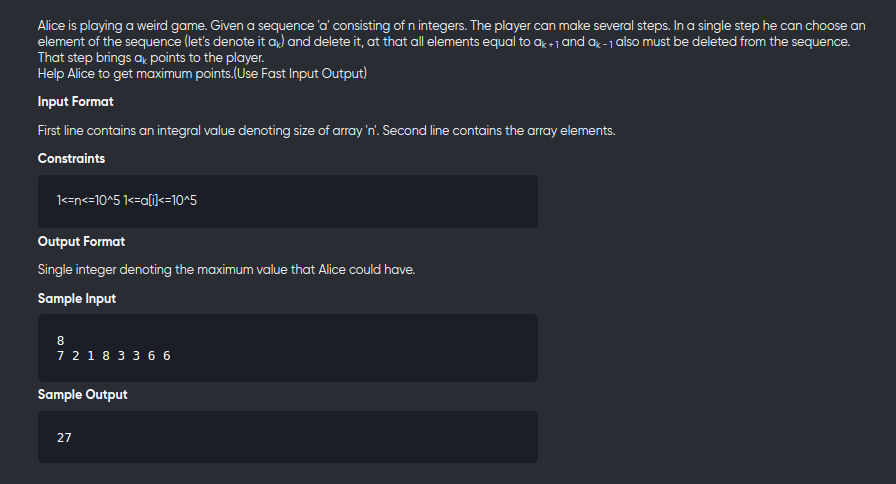 Alice is playing a weird game. Given a sequence 'a' consisting of n integers. The player can make several steps. In a single step he can choose an
element of the sequence (let's denote it ak) and delete it, at that all elements equal to ak + 1 and ak - 1 also must be deleted from the sequence.
That step brings ak points to the player.
Help Alice to get maximum points.(Use Fast Input Output)
Input Format
First line contains an integral value denoting size of array 'n'. Second line contains the array elements.
Constraints
1<=n<=10^5 1<=a[i]<=10^5
Output Format
Single integer denoting the maximum value that Alice could have.
Sample Input
8
7 2 1 8 3 3 6 6
Sample Output
27